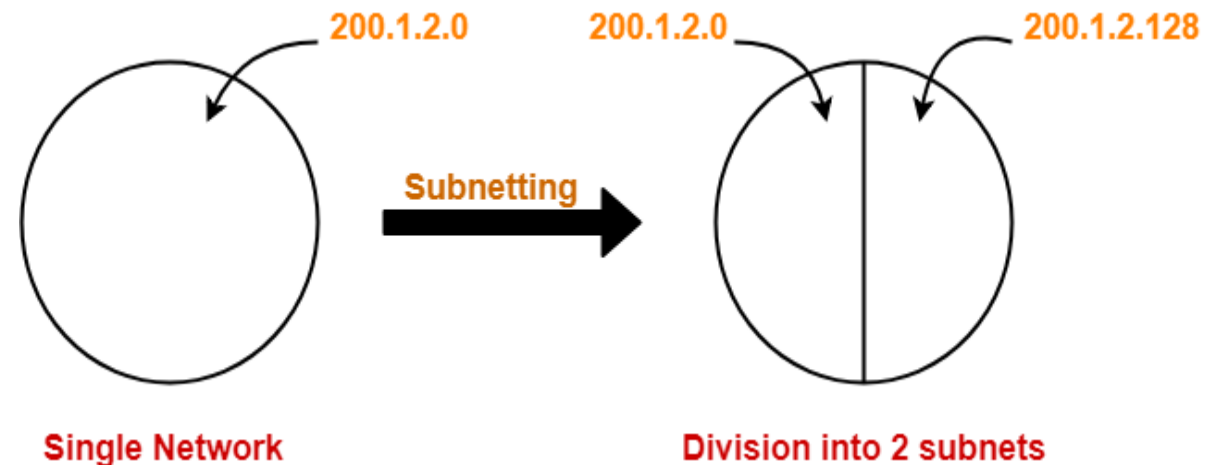 200.1.2.0
200.1.2.0
200.1.2.128
Subnetting
Single Network
Division into 2 subnets